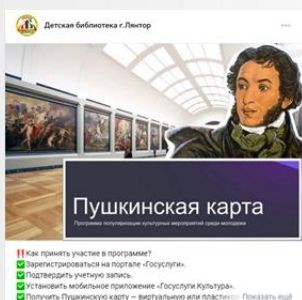 Детская библиотека г.Лянтор
Пушкинская карта
Программа популяризации культурных мероприятий среди молодежи
‼Как принять участие в программе?
✅Зарегистрироваться на портале «Госуслуги».
✅Подтвердить учетную запись.
✅Установить мобильное приложение «Госуслуги.Культура».
✅Получить Пушкинскую карту — виртуальную или пластико Показать ещё